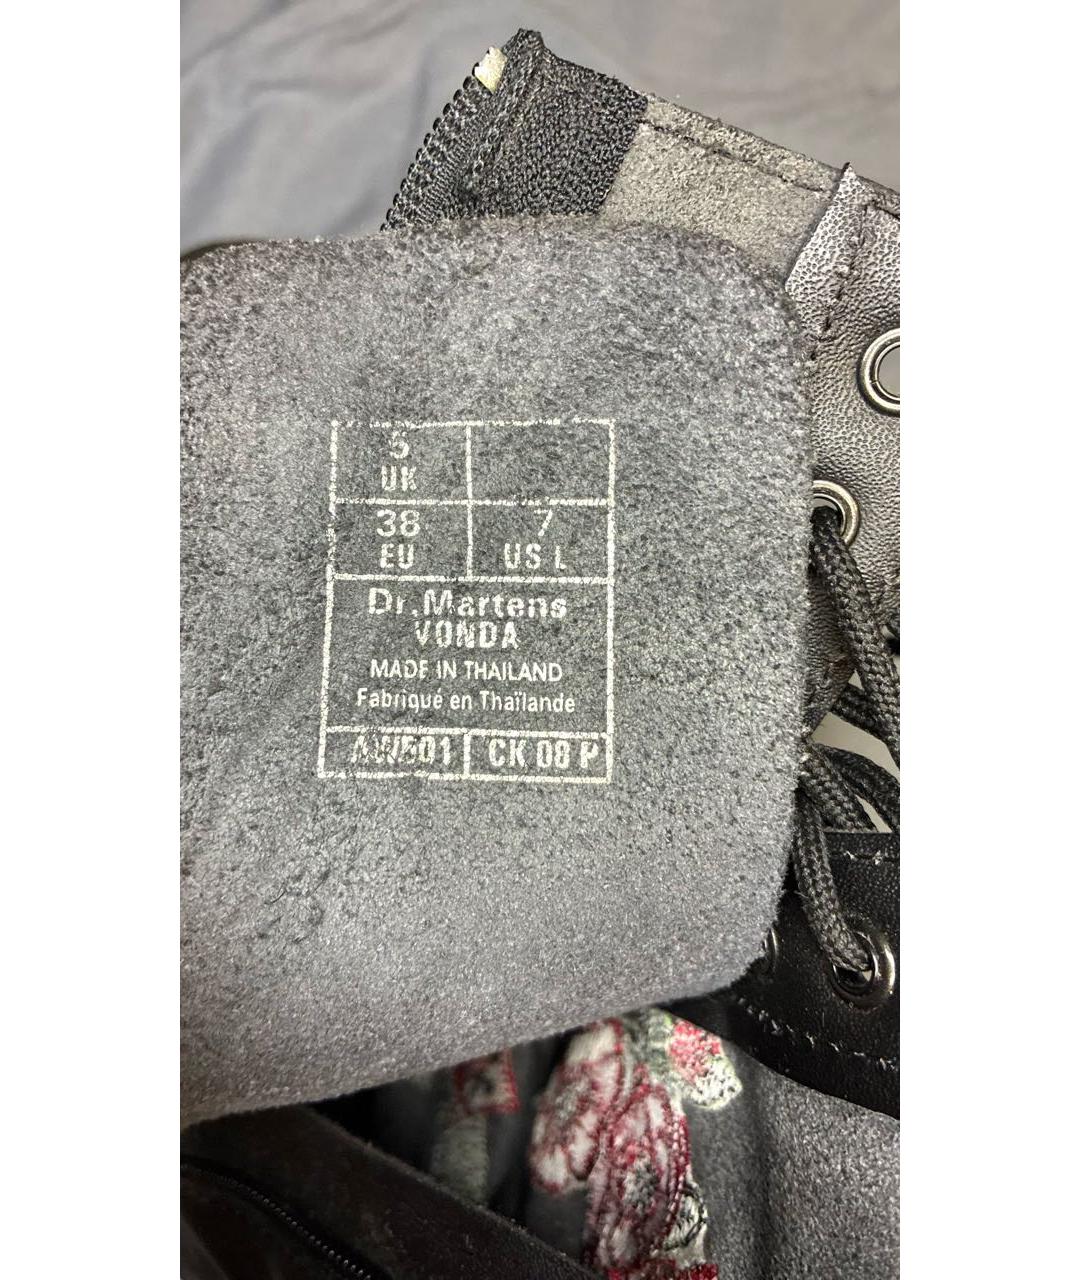 5
UK
38
EU
7
US L
Dr. Martens
VONDA
MADE IN THAILAND
Fabriqué en Thaïlande
AW501
CK 08 P